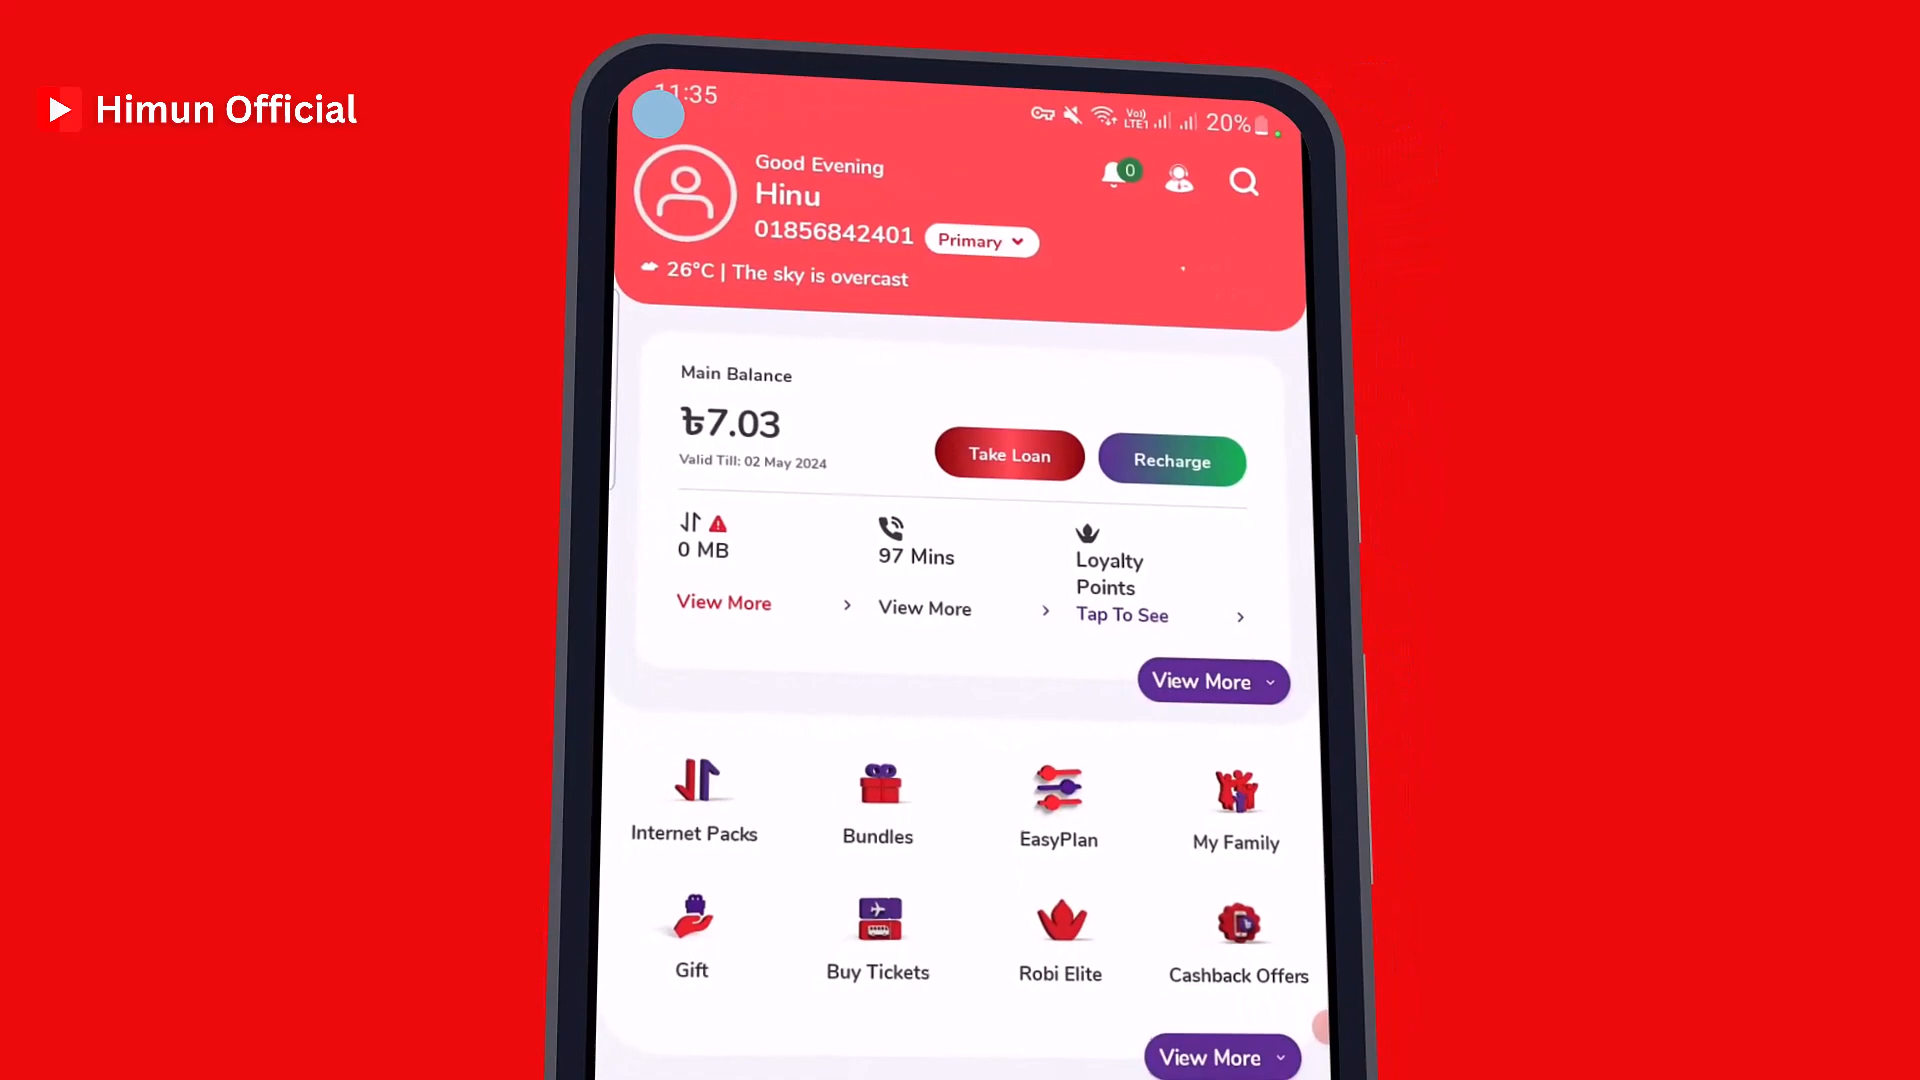 Himun Official
11:35
Vo)) LTE1 20%
Good Evening
0
Hinu
01856842401 Primary
26°C | The sky is overcast
Main Balance
৳7.03
Valid Till: 02 May 2024
Take Loan
Recharge
0 MB
97 Mins
Loyalty Points
View More
View More
Tap To See
View More
Internet Packs
Bundles
EasyPlan
My Family
Gift
Buy Tickets
Robi Elite
Cashback Offers
View More